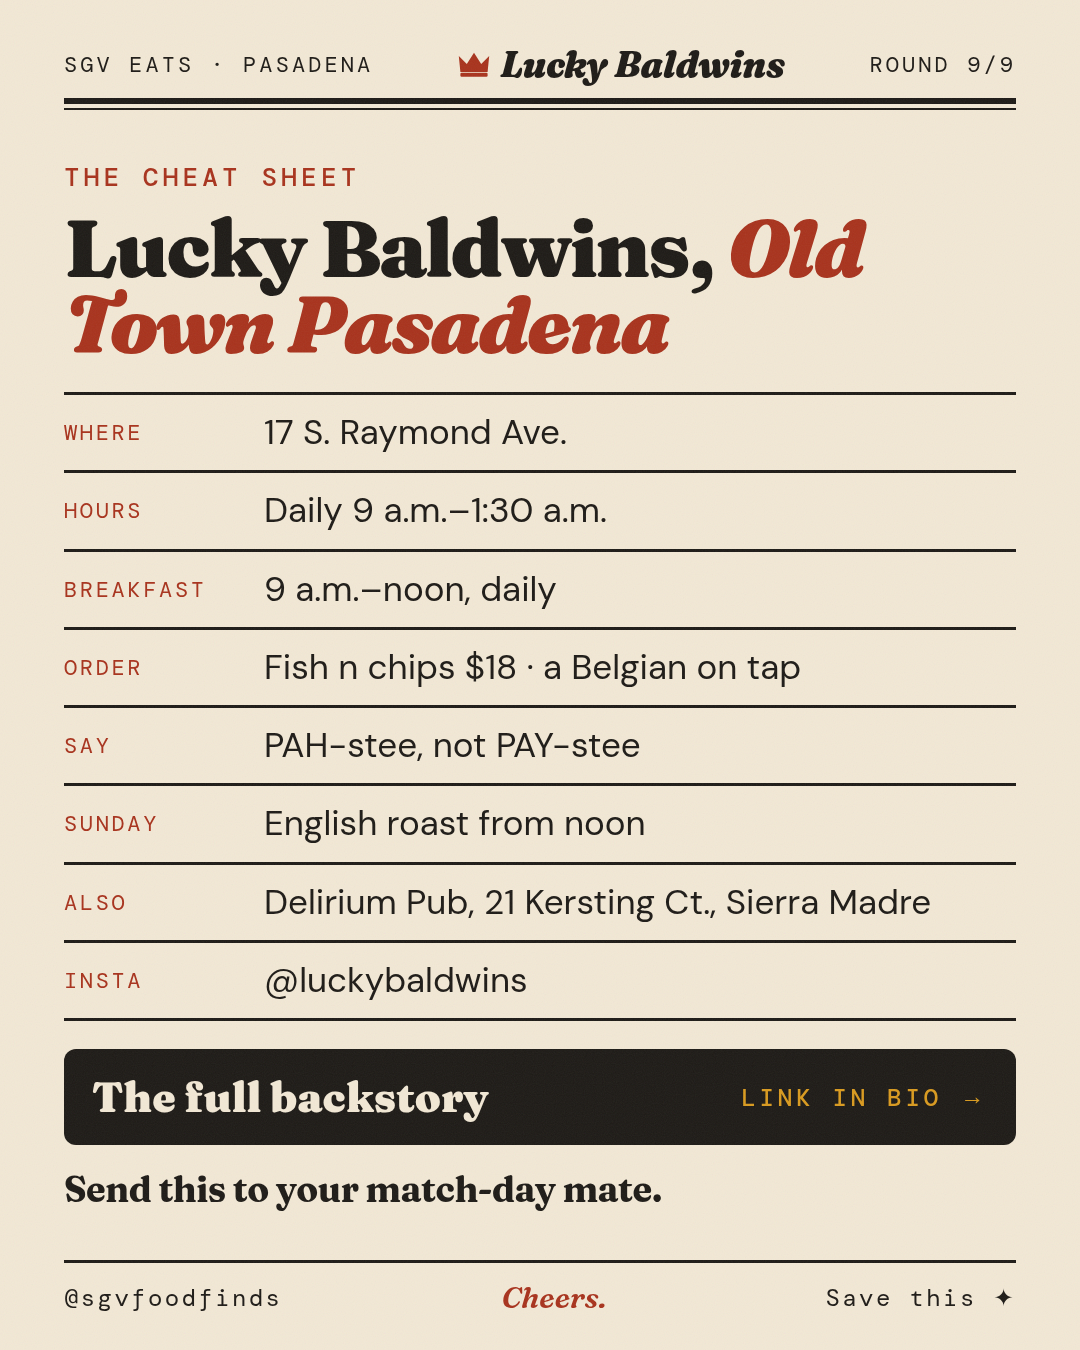 SGV EATS · PASADENA
Lucky Baldwins
ROUND 9/9
THE CHEAT SHEET
Lucky Baldwins, Old
Town Pasadena
WHERE 17 S. Raymond Ave.
HOURS Daily 9 a.m.–1:30 a.m.
BREAKFAST 9 a.m.–noon, daily
ORDER Fish n chips $18 · a Belgian on tap
SAY PAH-stee, not PAY-stee
SUNDAY English roast from noon
ALSO Delirium Pub, 21 Kersting Ct., Sierra Madre
INSTA @luckybaldwins
The full backstory LINK IN BIO →
Send this to your match-day mate.
@sgvfoodfinds Cheers. Save this ✦